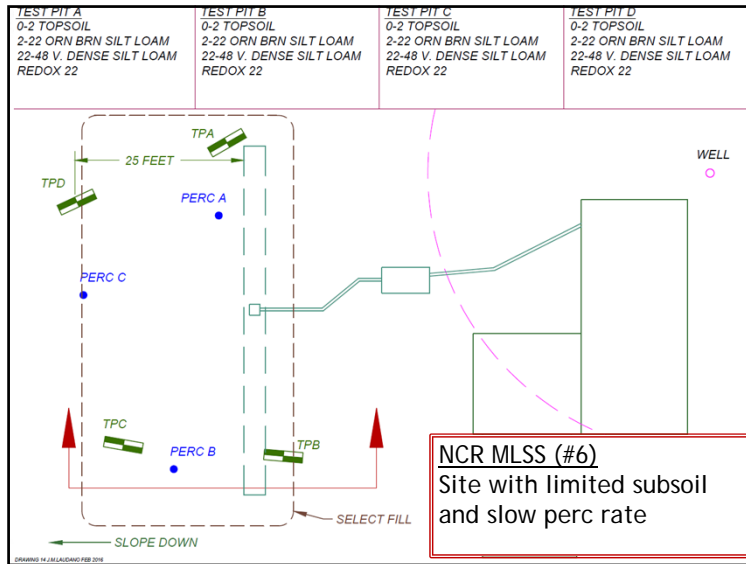 TEST PIT A
0-2 TOPSOIL
2-22 ORN BRN SILT LOAM
22-48 V. DENSE SILT LOAM
REDOX 22
TEST PIT B
0-2 TOPSOIL
2-22 ORN BRN SILT LOAM
22-48 V. DENSE SILT LOAM
REDOX 22
TEST PIT C
0-2 TOPSOIL
2-22 ORN BRN SILT LOAM
22-48 V. DENSE SILT LOAM
REDOX 22
TEST PIT D
0-2 TOPSOIL
2-22 ORN BRN SILT LOAM
22-48 V. DENSE SILT LOAM
REDOX 22
TPA
25 FEET
WELL
TPD
PERC A
PERC C
TPC
PERC B
TPB
NCR MLSS (#6)
Site with limited subsoil
and slow perc rate
SELECT FILL
SLOPE DOWN
DRAWING 14 J.M.LAUDANO FEB 2016